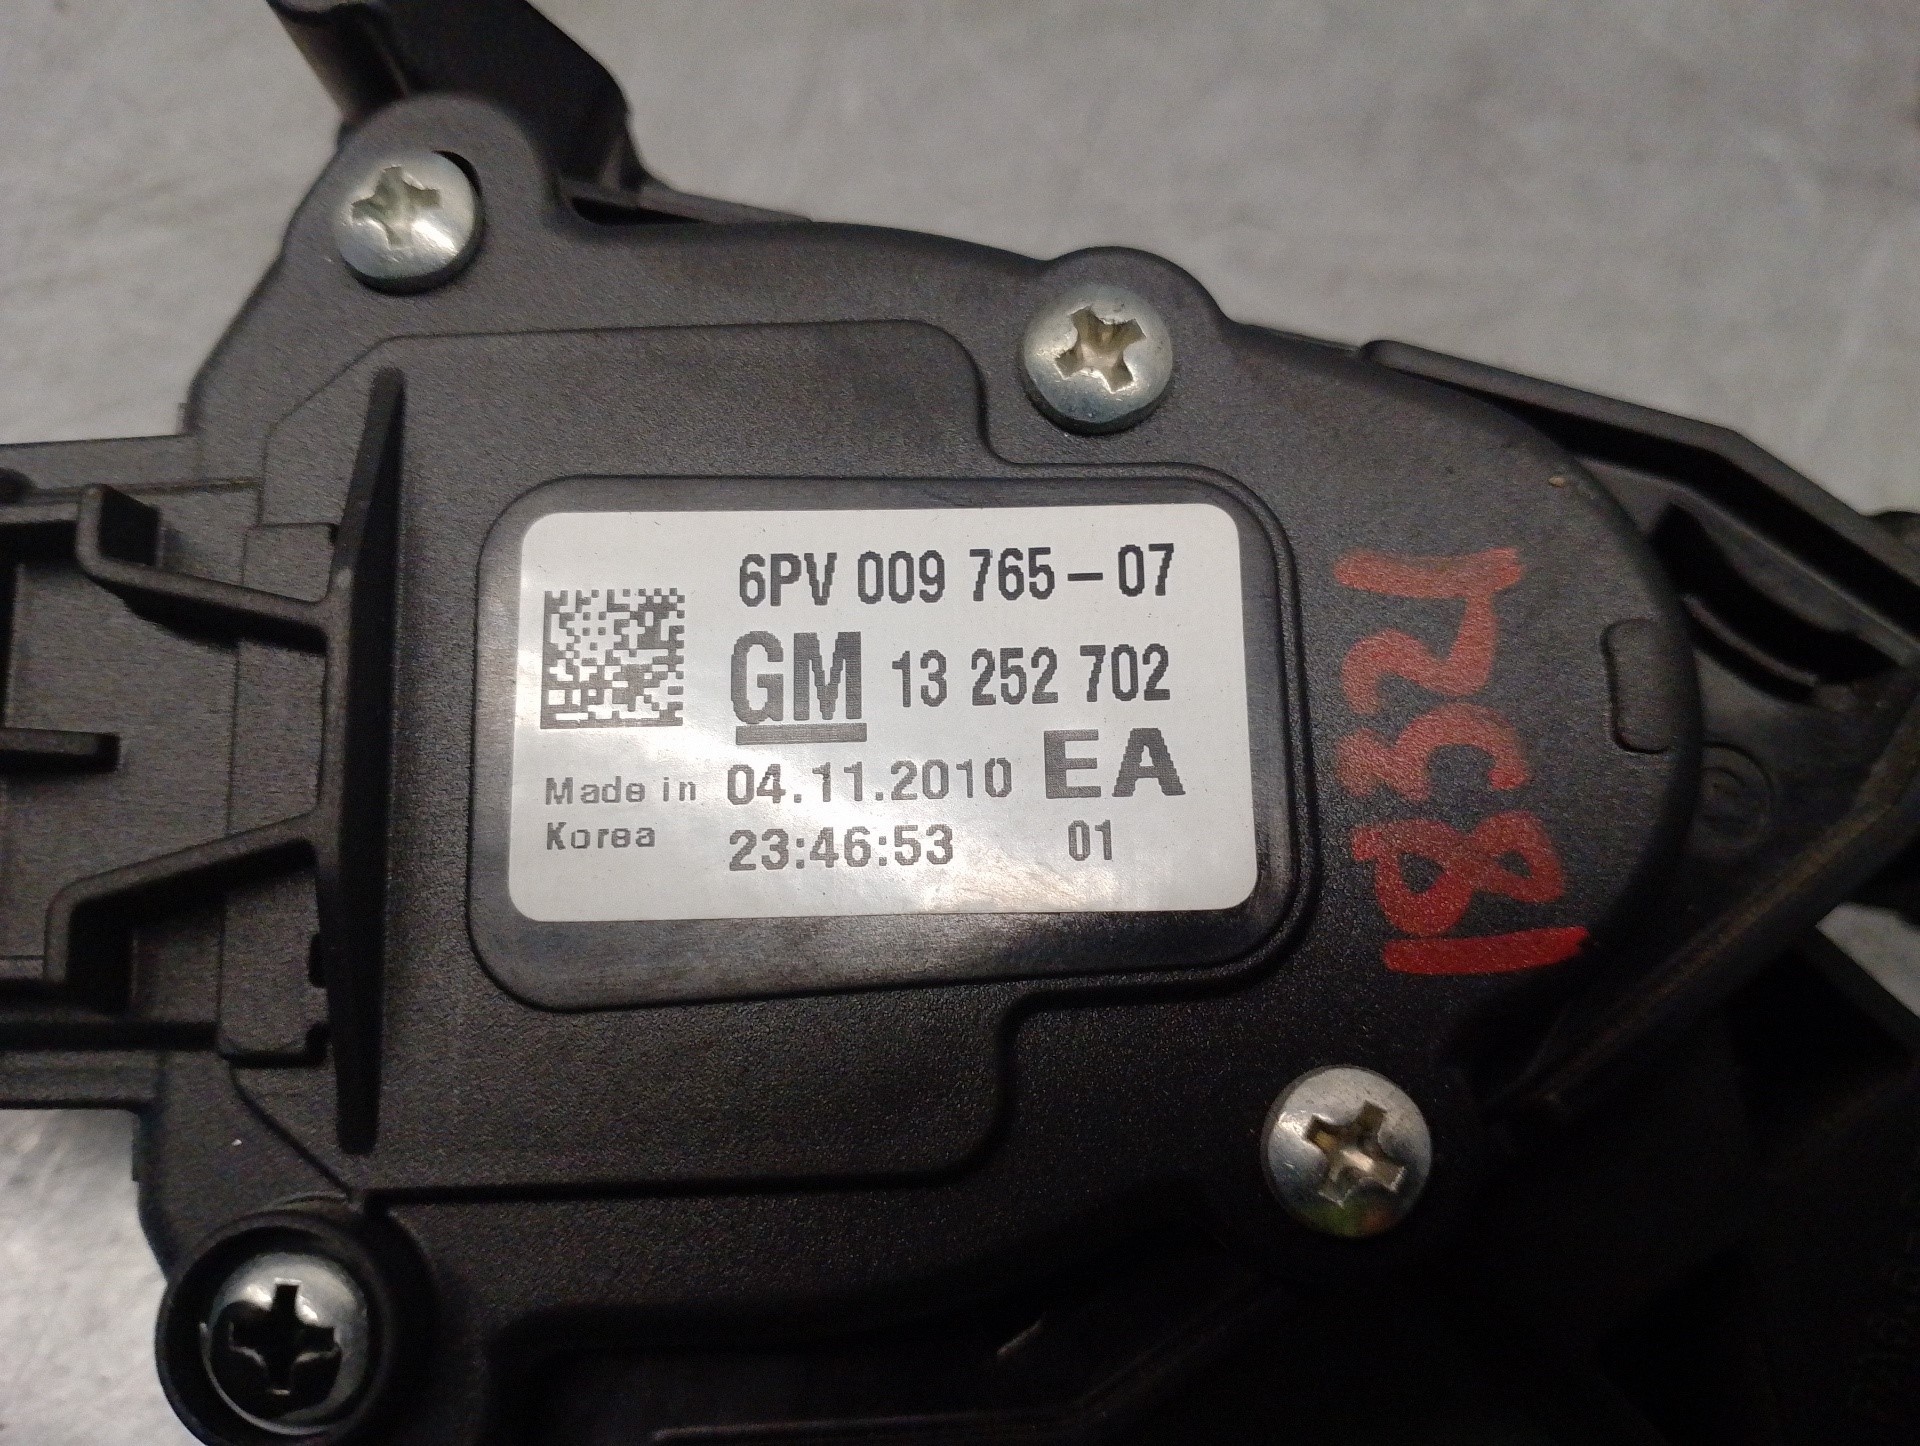 6PV 009 765-07
GM 13 252 702
Made in 04.11.2010 EA
Korea 23:46:53 01